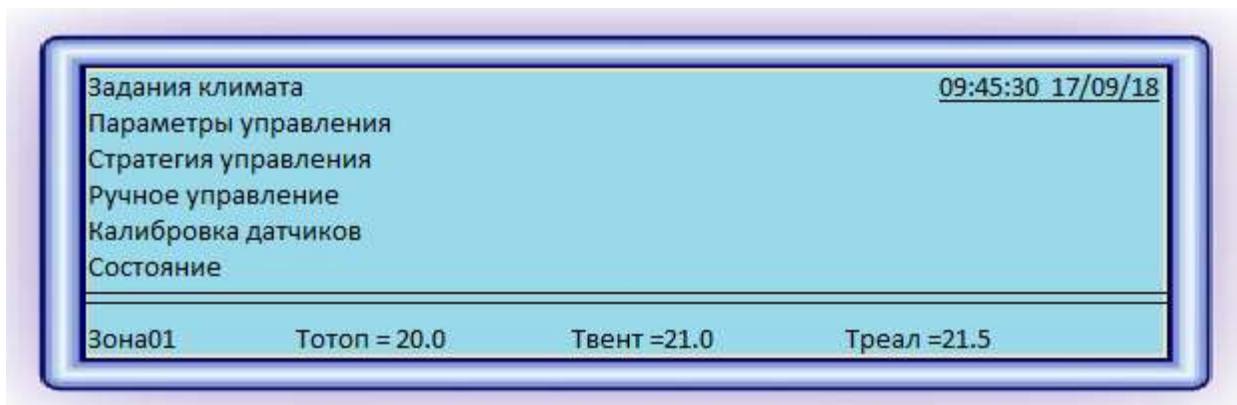 Задания климата 09:45:30 17/09/18
Параметры управления
Стратегия управления
Ручное управление
Калибровка датчиков
Состояние
Зона01 Тотоп = 20.0 Твент =21.0 Треал =21.5